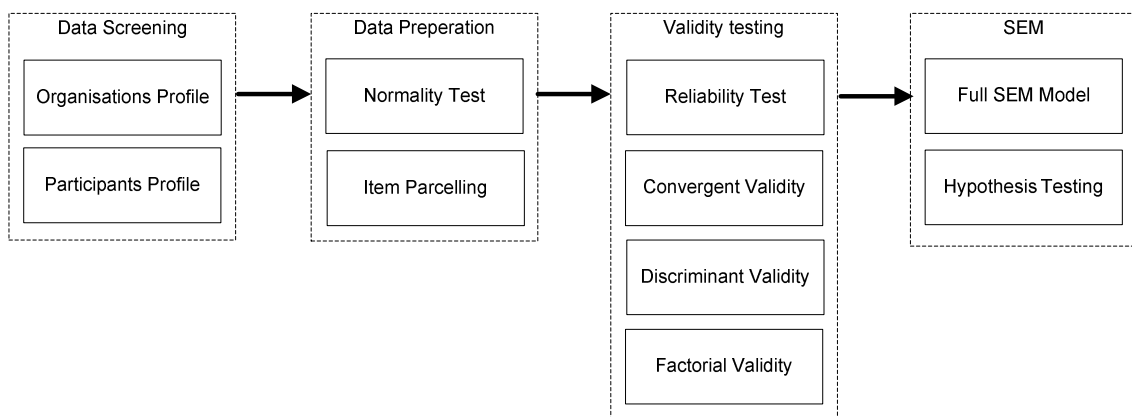 Data Screening
Organisations Profile
Participants Profile
Data Preperation
Normality Test
Item Parcelling
Validity testing
Reliability Test
Convergent Validity
Discriminant Validity
Factorial Validity
SEM
Full SEM Model
Hypothesis Testing